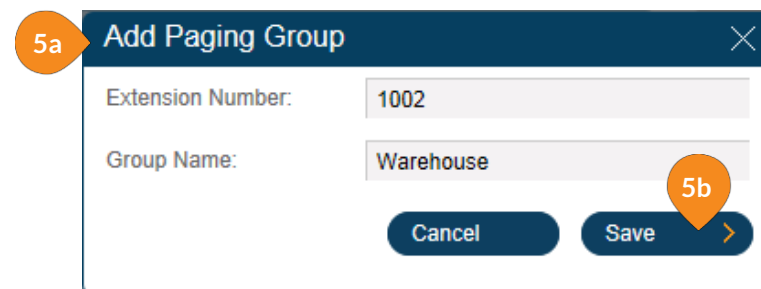 5a Add Paging Group
Extension Number: 1002
Group Name: Warehouse
5b
Cancel Save